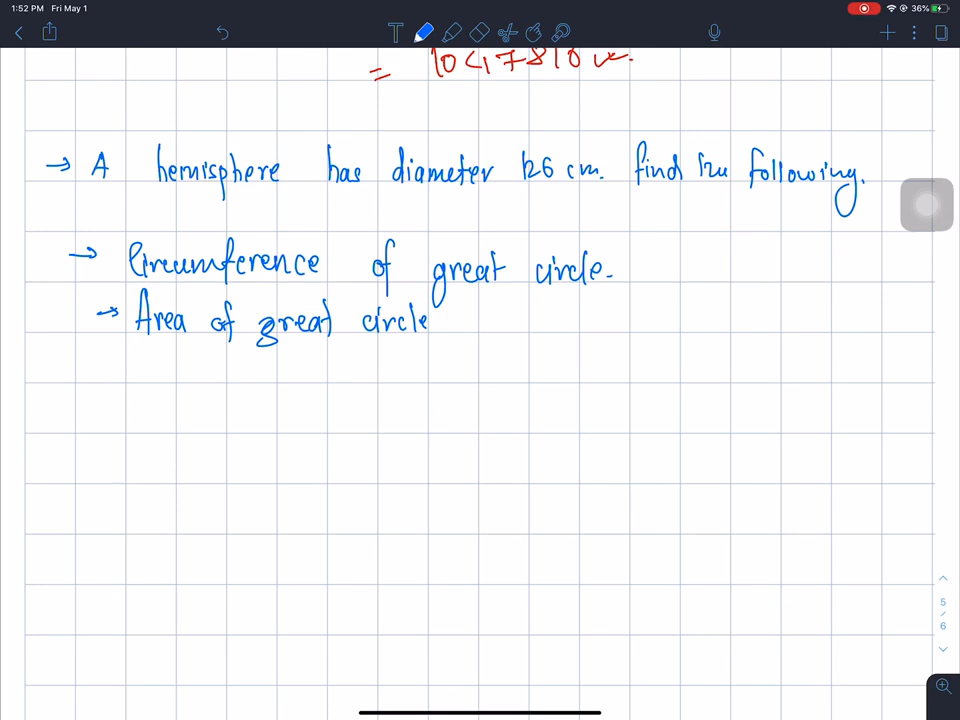 1:52 PM Fri May 1
36%
=
→ A hemisphere has diameter 126 cm. find the following.
→ Circumference of great circle.
→ Area of great circle
5
6